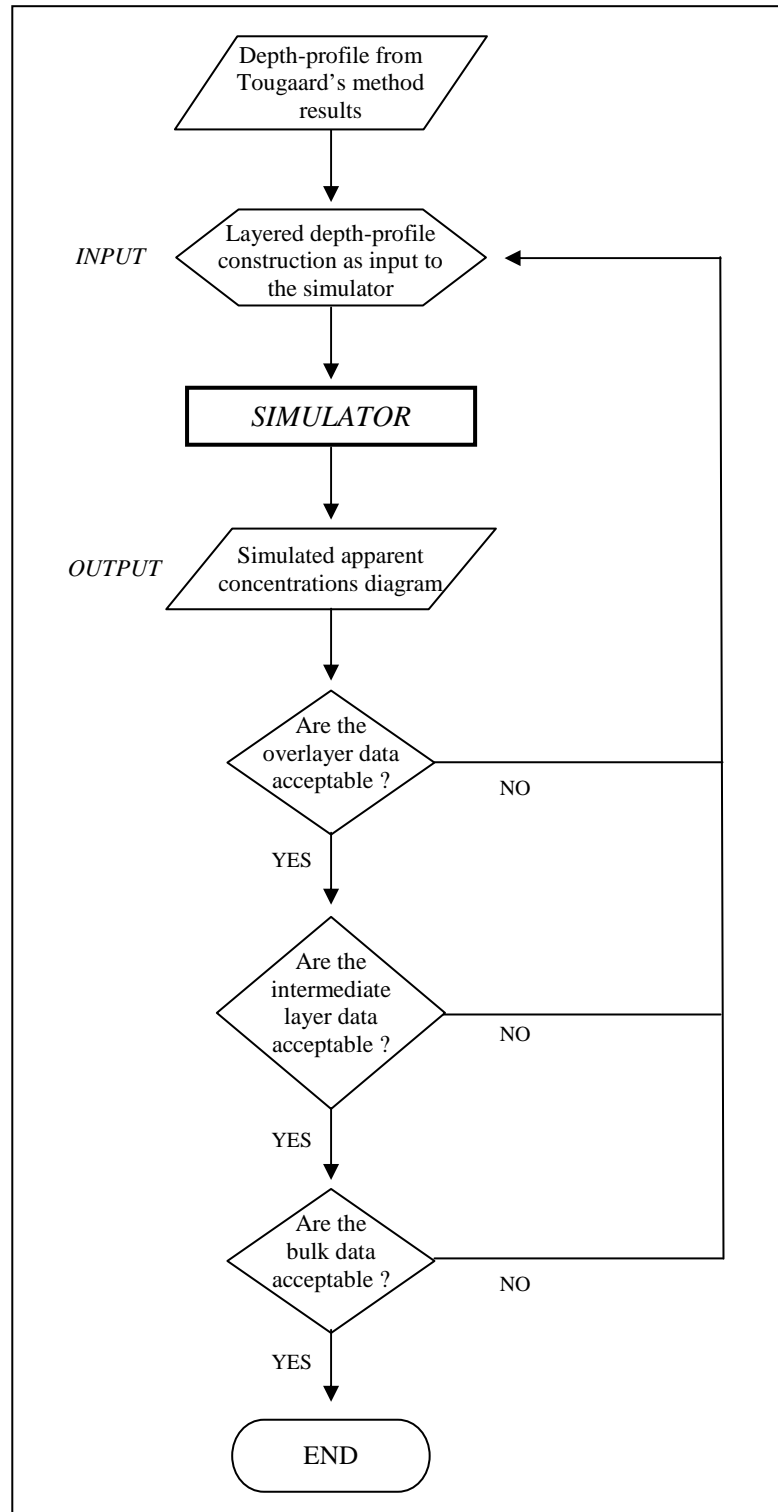 Depth-profile from
Tougaard's method
results
INPUT
Layered depth-profile
construction as input to
the simulator
SIMULATOR
OUTPUT
Simulated apparent
concentrations diagram
Are the
overlayer data
acceptable ?
NO
YES
Are the
intermediate
layer data
acceptable ?
NO
YES
Are the
bulk data
acceptable ?
NO
YES
END